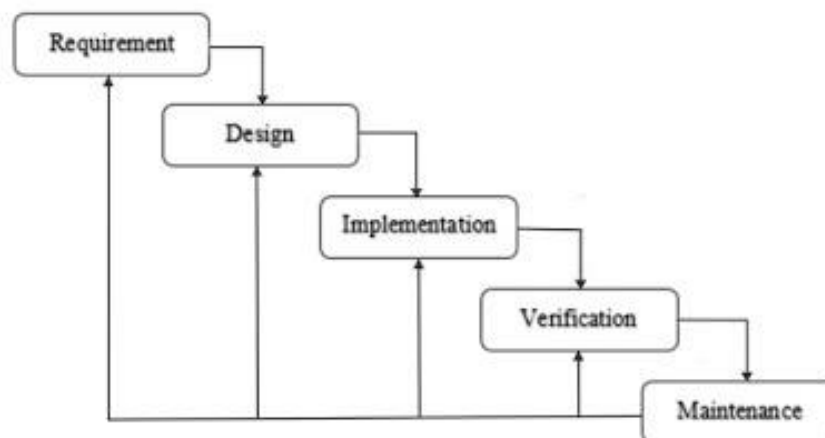 Requirement
Design
Implementation
Verification
Maintenance